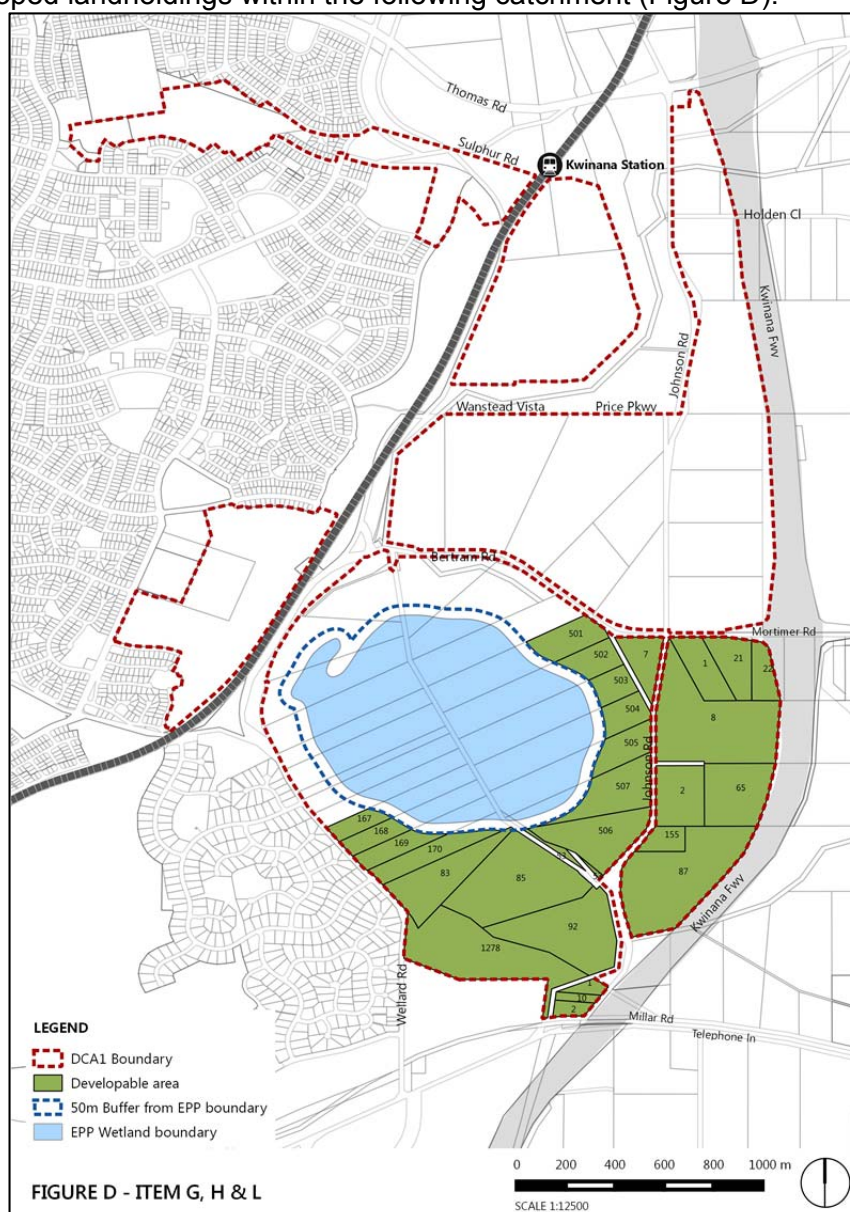 oped landholdings within the following catchment (Figure D).
Thomas Rd
Sulphur Rd
Kwinana Station
Holden Cl
Kwinana Fwy
Johnson Rd
Wanstead Vista
Price Pkwy
Bertram Rd
Mortimer Rd
501
502
7
1
21
22
503
504
8
505
Johnson Rd
507
2
65
506
155
167
168
169
170
83
85
87
Kwinana Fwy
92
1278
Wellard Rd
1
10
2
Millar Rd
Telephone ln
LEGEND
DCA1 Boundary
Developable area
50m Buffer from EPP boundary
EPP Wetland boundary
FIGURE D - ITEM G, H & L
0 200 400 600 800 1000 m
SCALE 1:12500